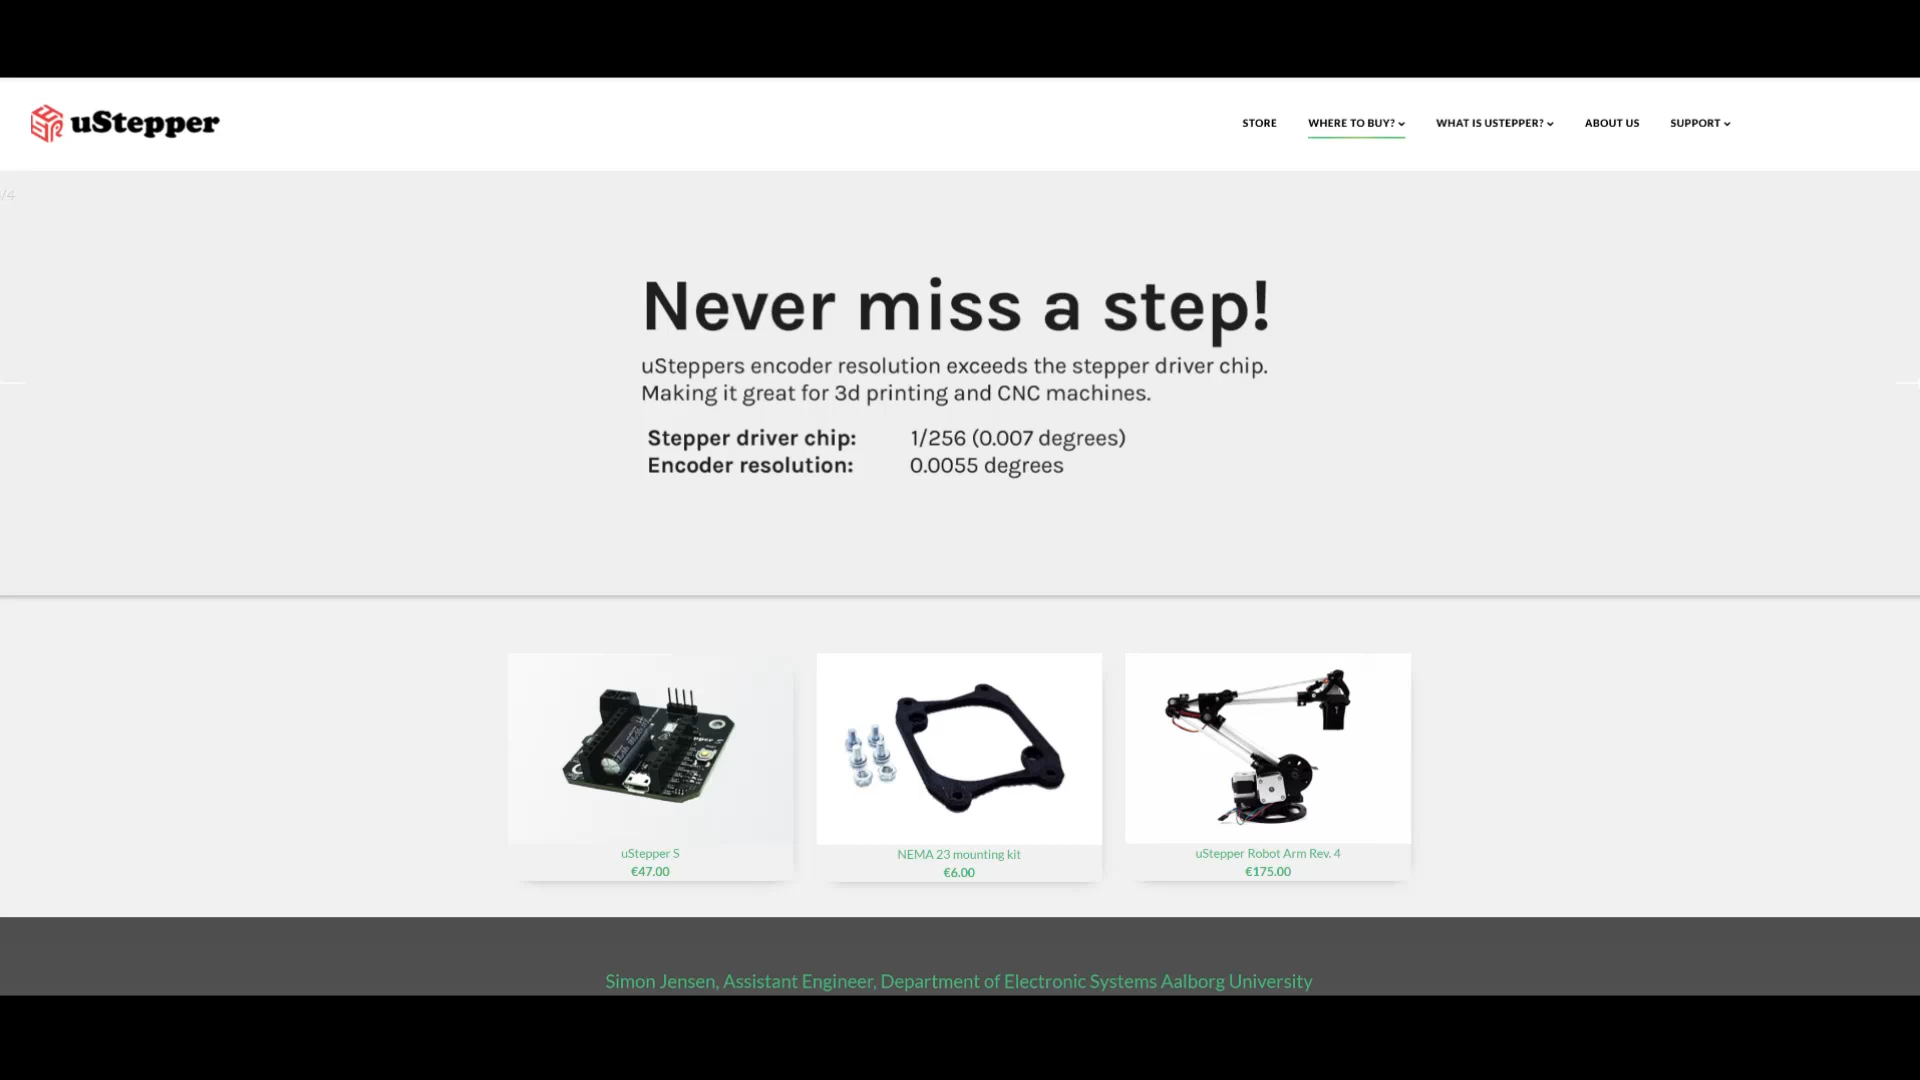 uStepper
STORE
WHERE TO BUY?
WHAT IS USTEPPER?
ABOUT US
SUPPORT
/4
Never miss a step!
uSteppers encoder resolution exceeds the stepper driver chip.
Making it great for 3d printing and CNC machines.
Stepper driver chip: 1/256 (0.007 degrees)
Encoder resolution: 0.0055 degrees
uStepper S
€47.00
NEMA 23 mounting kit
€6.00
uStepper Robot Arm Rev. 4
€175.00
Simon Jensen, Assistant Engineer, Department of Electronic Systems Aalborg University